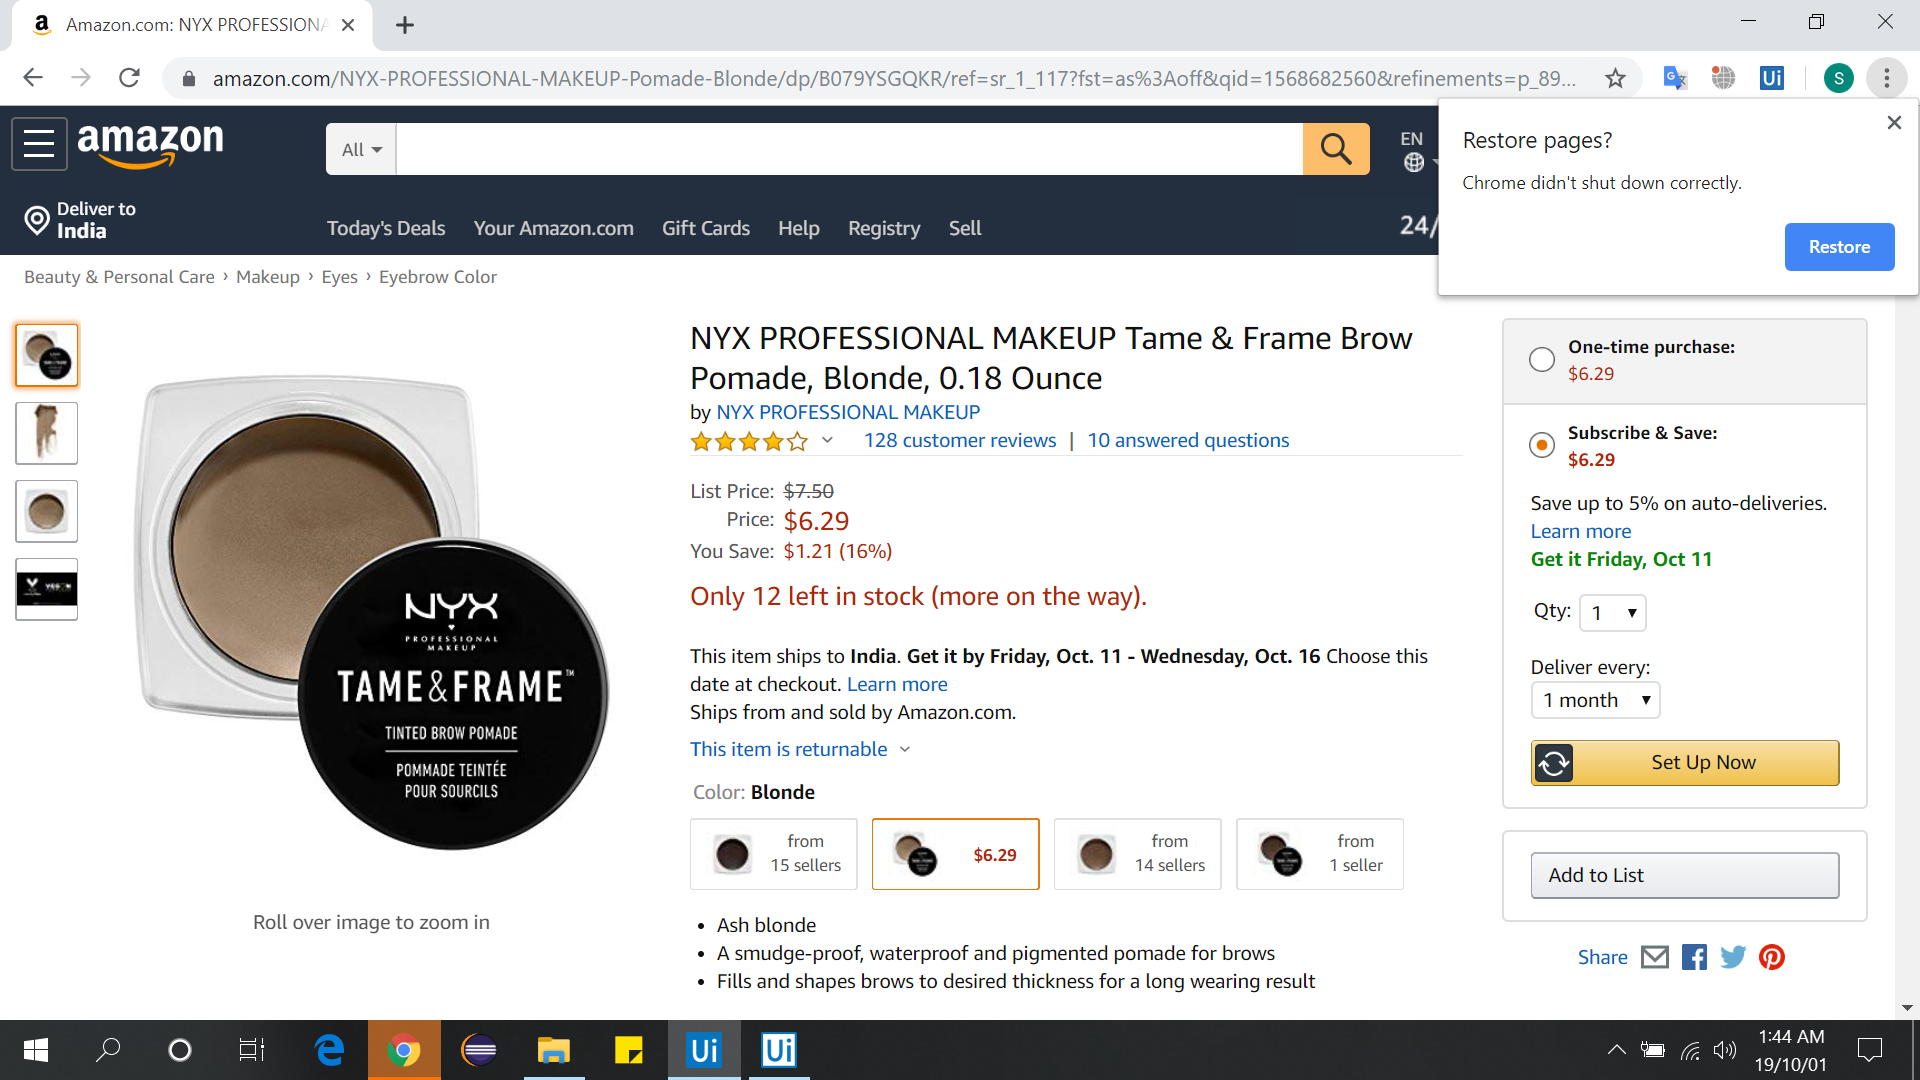 Amazon.com: NYX PROFESSIONA
amazon.com/NYX-PROFESSIONAL-MAKEUP-Pomade-Blonde/dp/B079YSGQKR/ref=sr_1_117?fst=as%3Aoff&qid=1568682560&refinements=p_89...
Ui
S
Restore pages?
Chrome didn't shut down correctly.
Restore
amazon
All
EN
Deliver to
India
Today's Deals Your Amazon.com Gift Cards Help Registry Sell
24/
Beauty & Personal Care › Makeup › Eyes › Eyebrow Color
NYX PROFESSIONAL MAKEUP Tame & Frame Brow
Pomade, Blonde, 0.18 Ounce
by NYX PROFESSIONAL MAKEUP
128 customer reviews | 10 answered questions
List Price: $7.50
Price: $6.29
You Save: $1.21 (16%)
Only 12 left in stock (more on the way).
This item ships to India. Get it by Friday, Oct. 11 - Wednesday, Oct. 16 Choose this
date at checkout. Learn more
Ships from and sold by Amazon.com.
This item is returnable
Color: Blonde
from
15 sellers
$6.29
from
14 sellers
from
1 seller
• Ash blonde
• A smudge-proof, waterproof and pigmented pomade for brows
• Fills and shapes brows to desired thickness for a long wearing result
NYX
PROFESSIONAL
MAKEUP
TAME&FRAME™
TINTED BROW POMADE
POMMADE TEINTÉE
POUR SOURCILS
Roll over image to zoom in
One-time purchase:
$6.29
Subscribe & Save:
$6.29
Save up to 5% on auto-deliveries.
Learn more
Get it Friday, Oct 11
Qty: 1
Deliver every:
1 month
Set Up Now
Add to List
Share
Ui
Ui
1:44 AM
19/10/01